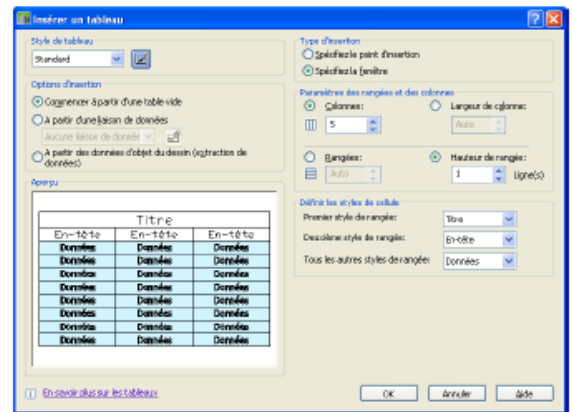 Insérer un tableau
Style de tableau
Standard
Options d'insertion
Commencer à partir d'une table vide
A partir d'une liaison de données
Aucune liaison de donnée
A partir des données d'objet du dessin (extraction de données)
Aperçu
Titre
En-tête En-tête En-tête
Données Données Données
Données Données Données
Données Données Données
Données Données Données
Données Données Données
Données Données Données
Données Données Données
Données Données Données
En savoir plus sur les tableaux
Type d'insertion
Spécifiez le point d'insertion
Spécifiez la fenêtre
Paramètres des rangées et des colonnes
Colonnes: Largeur de colonne:
5 Auto
Rangées: Hauteur de rangée:
Auto 1 Ligne(s)
Définir les styles de cellule
Premier style de rangée: Titre
Deuxième style de rangée: En-tête
Tous les autres styles de rangée: Données
OK Annuler Aide